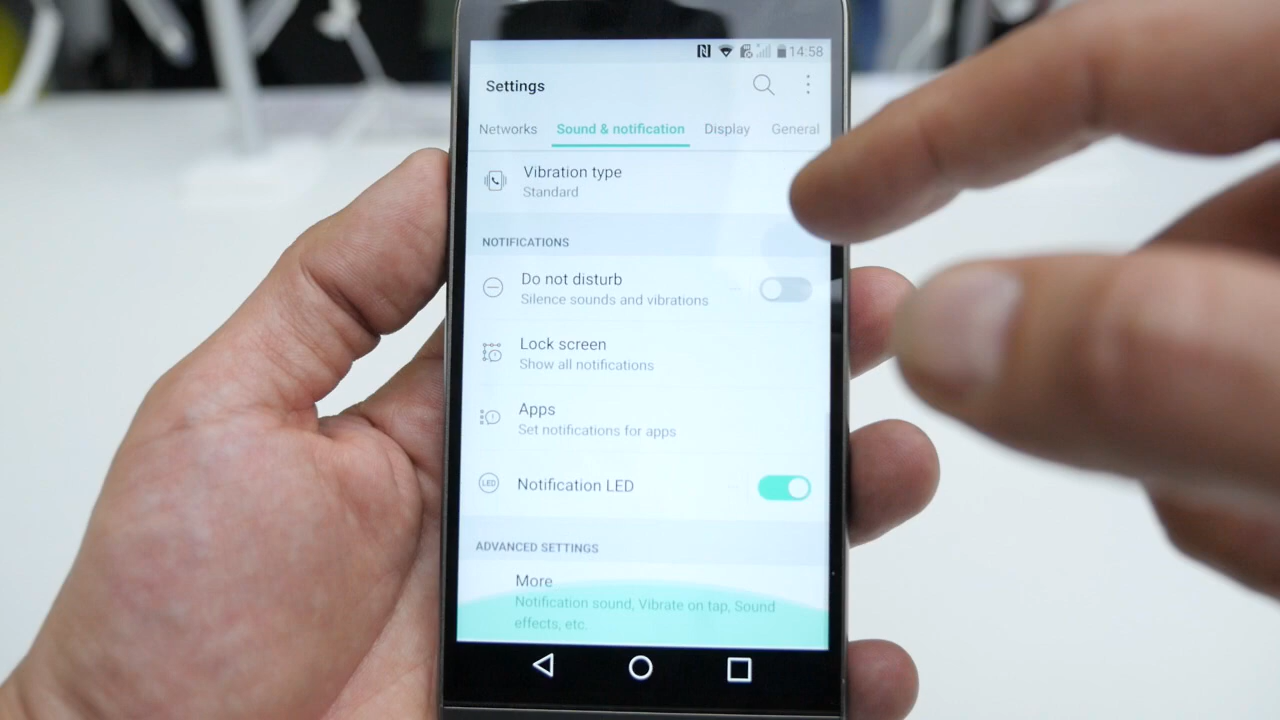 14:58
Settings
Networks Sound & notification Display General
Vibration type
Standard
NOTIFICATIONS
Do not disturb
Silence sounds and vibrations
Lock screen
Show all notifications
Apps
Set notifications for apps
LED Notification LED
ADVANCED SETTINGS
More
Notification sound, Vibrate on tap, Sound
effects, etc.